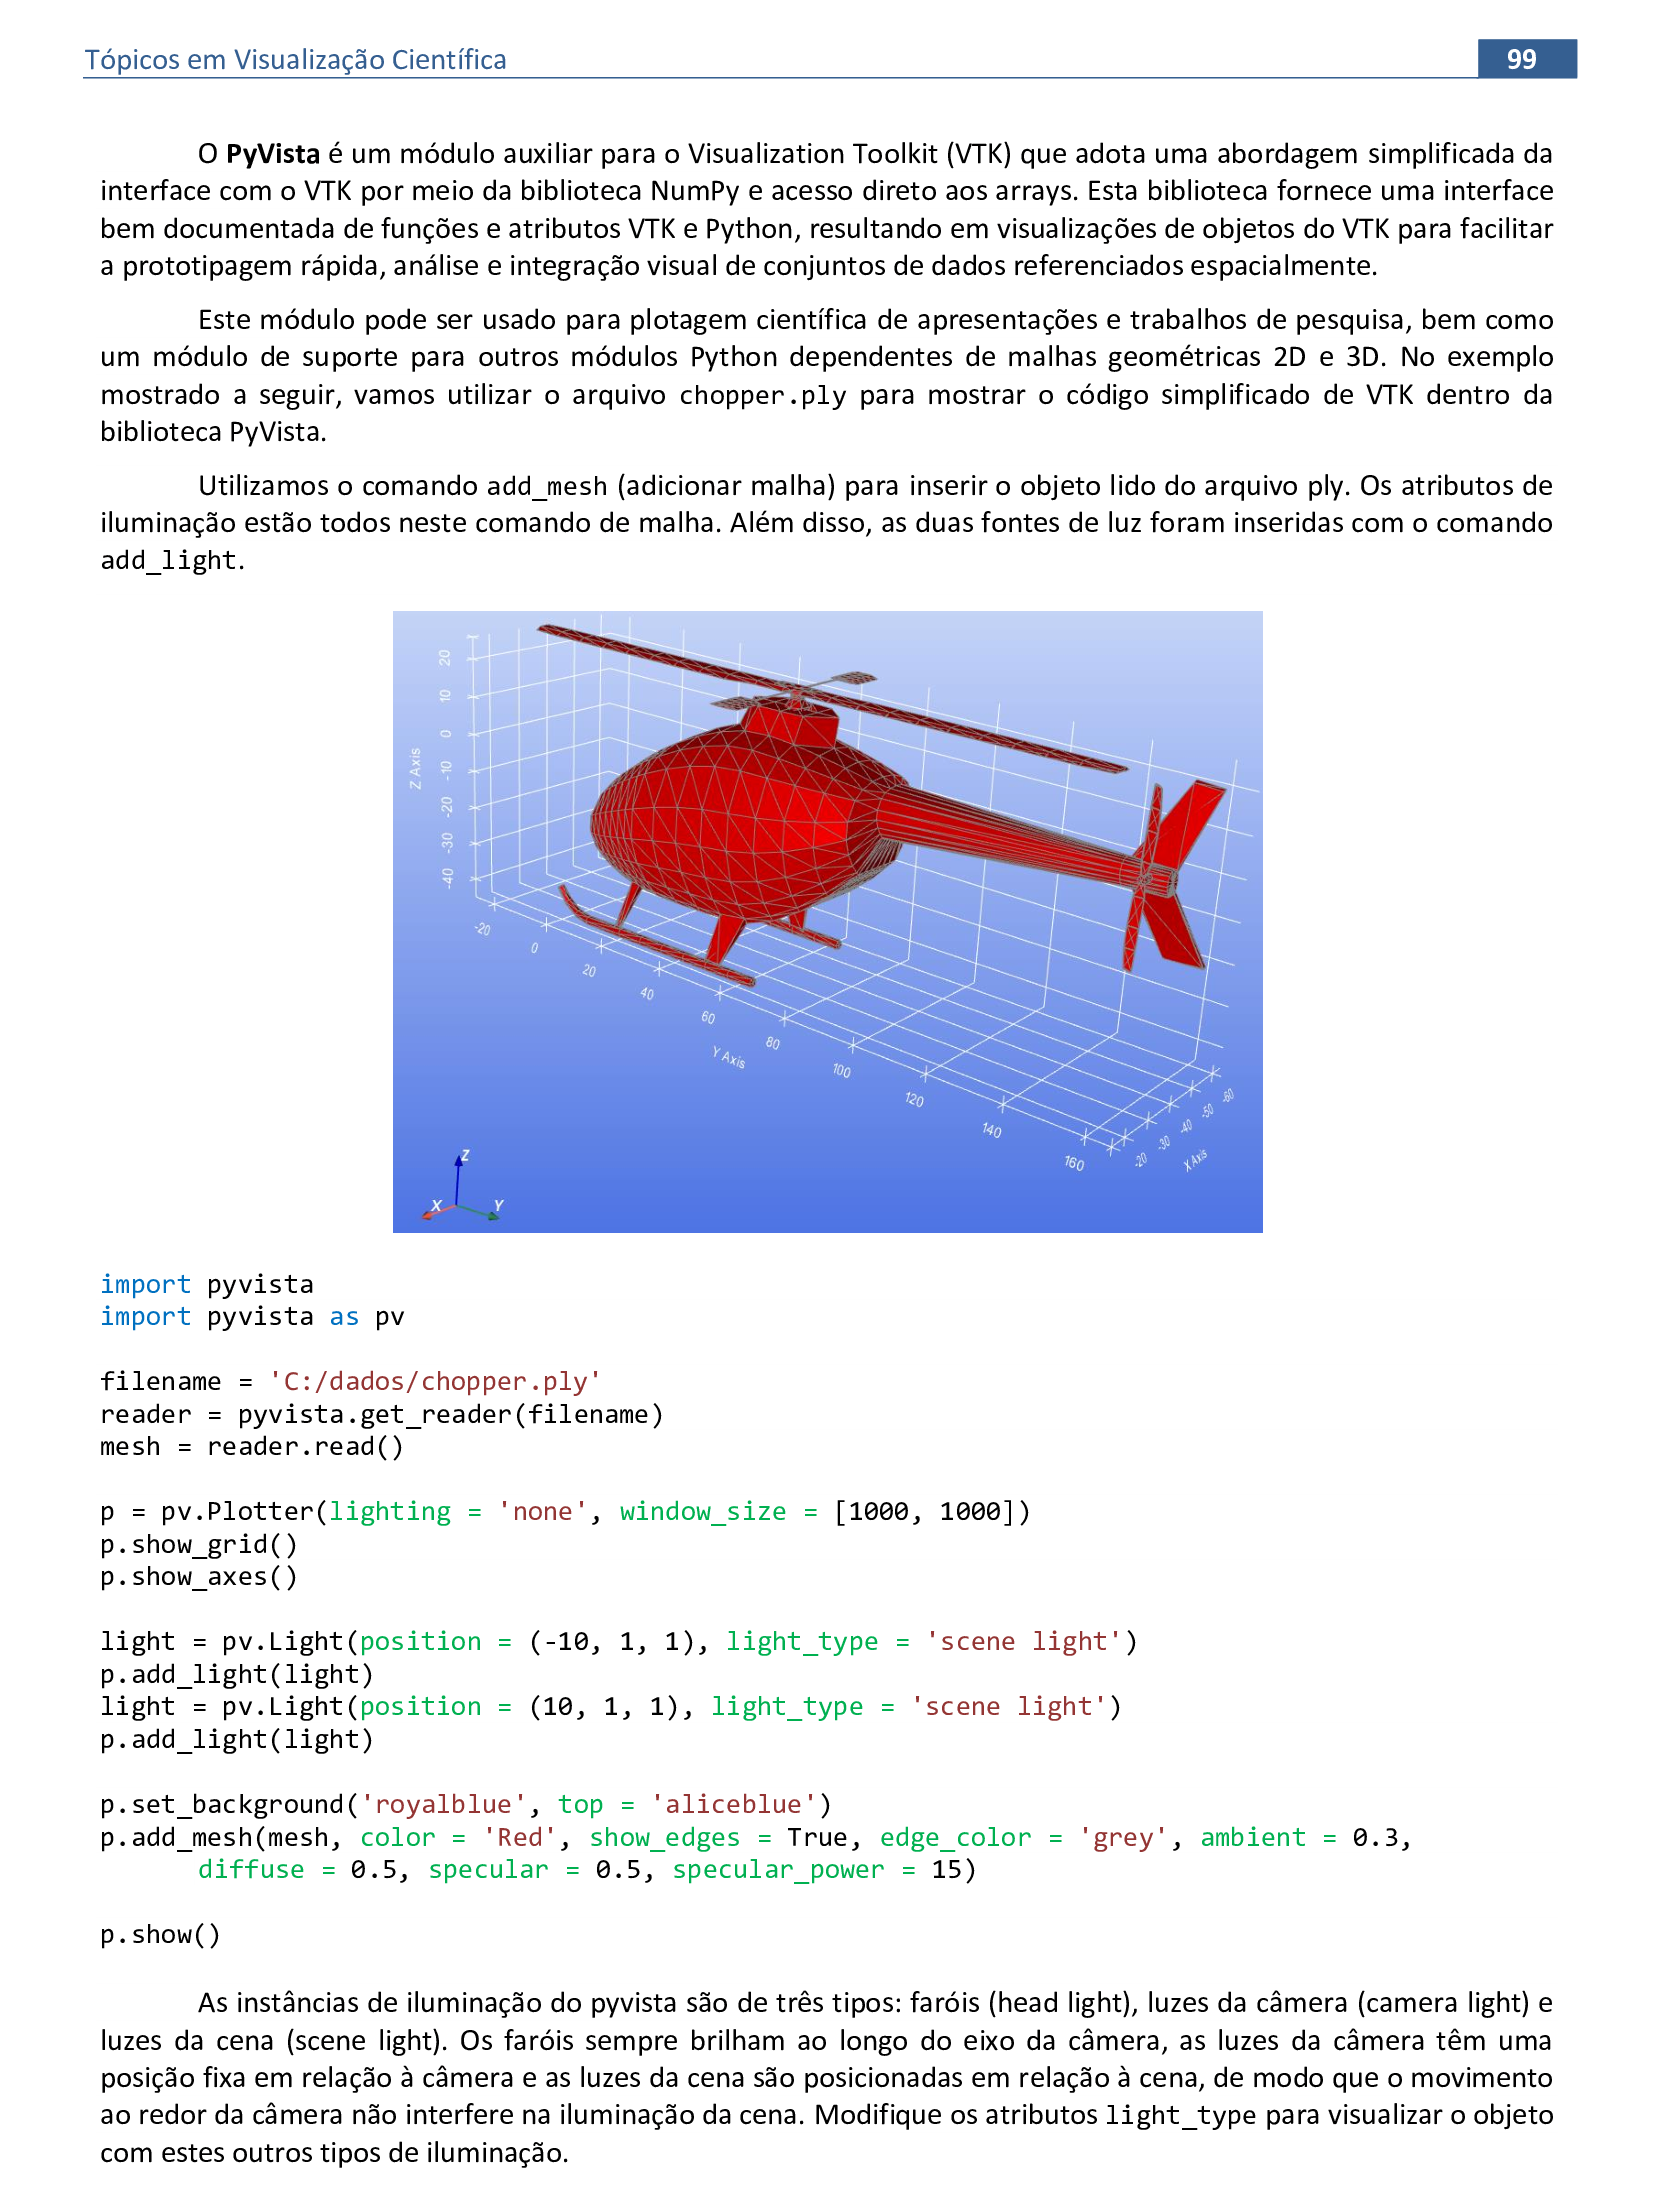 Tópicos em Visualização Científica
99
O PyVista é um módulo auxiliar para o Visualization Toolkit (VTK) que adota uma abordagem simplificada da
interface com o VTK por meio da biblioteca NumPy e acesso direto aos arrays. Esta biblioteca fornece uma interface
bem documentada de funções e atributos VTK e Python, resultando em visualizações de objetos do VTK para facilitar
a prototipagem rápida, análise e integração visual de conjuntos de dados referenciados espacialmente.
Este módulo pode ser usado para plotagem científica de apresentações e trabalhos de pesquisa, bem como
um módulo de suporte para outros módulos Python dependentes de malhas geométricas 2D e 3D. No exemplo
mostrado a seguir, vamos utilizar o arquivo chopper.ply para mostrar o código simplificado de VTK dentro da
biblioteca PyVista.
Utilizamos o comando add_mesh (adicionar malha) para inserir o objeto lido do arquivo ply. Os atributos de
iluminação estão todos neste comando de malha. Além disso, as duas fontes de luz foram inseridas com o comando
add_light.
20
10
0
-10
-20
-30
-40
Z Axis
-20
0
20
40
60
80
100
120
140
160
Y Axis
-20
-30
-40
-50
-60
X Axis
Z
X
Y
import pyvista
import pyvista as pv
filename = 'C:/dados/chopper.ply'
reader = pyvista.get_reader(filename)
mesh = reader.read()
p = pv.Plotter(lighting = 'none', window_size = [1000, 1000])
p.show_grid()
p.show_axes()
light = pv.Light(position = (-10, 1, 1), light_type = 'scene light')
p.add_light(light)
light = pv.Light(position = (10, 1, 1), light_type = 'scene light')
p.add_light(light)
p.set_background('royalblue', top = 'aliceblue')
p.add_mesh(mesh, color = 'Red', show_edges = True, edge_color = 'grey', ambient = 0.3,
diffuse = 0.5, specular = 0.5, specular_power = 15)
p.show()
As instâncias de iluminação do pyvista são de três tipos: faróis (head light), luzes da câmera (camera light) e
luzes da cena (scene light). Os faróis sempre brilham ao longo do eixo da câmera, as luzes da câmera têm uma
posição fixa em relação à câmera e as luzes da cena são posicionadas em relação à cena, de modo que o movimento
ao redor da câmera não interfere na iluminação da cena. Modifique os atributos light_type para visualizar o objeto
com estes outros tipos de iluminação.